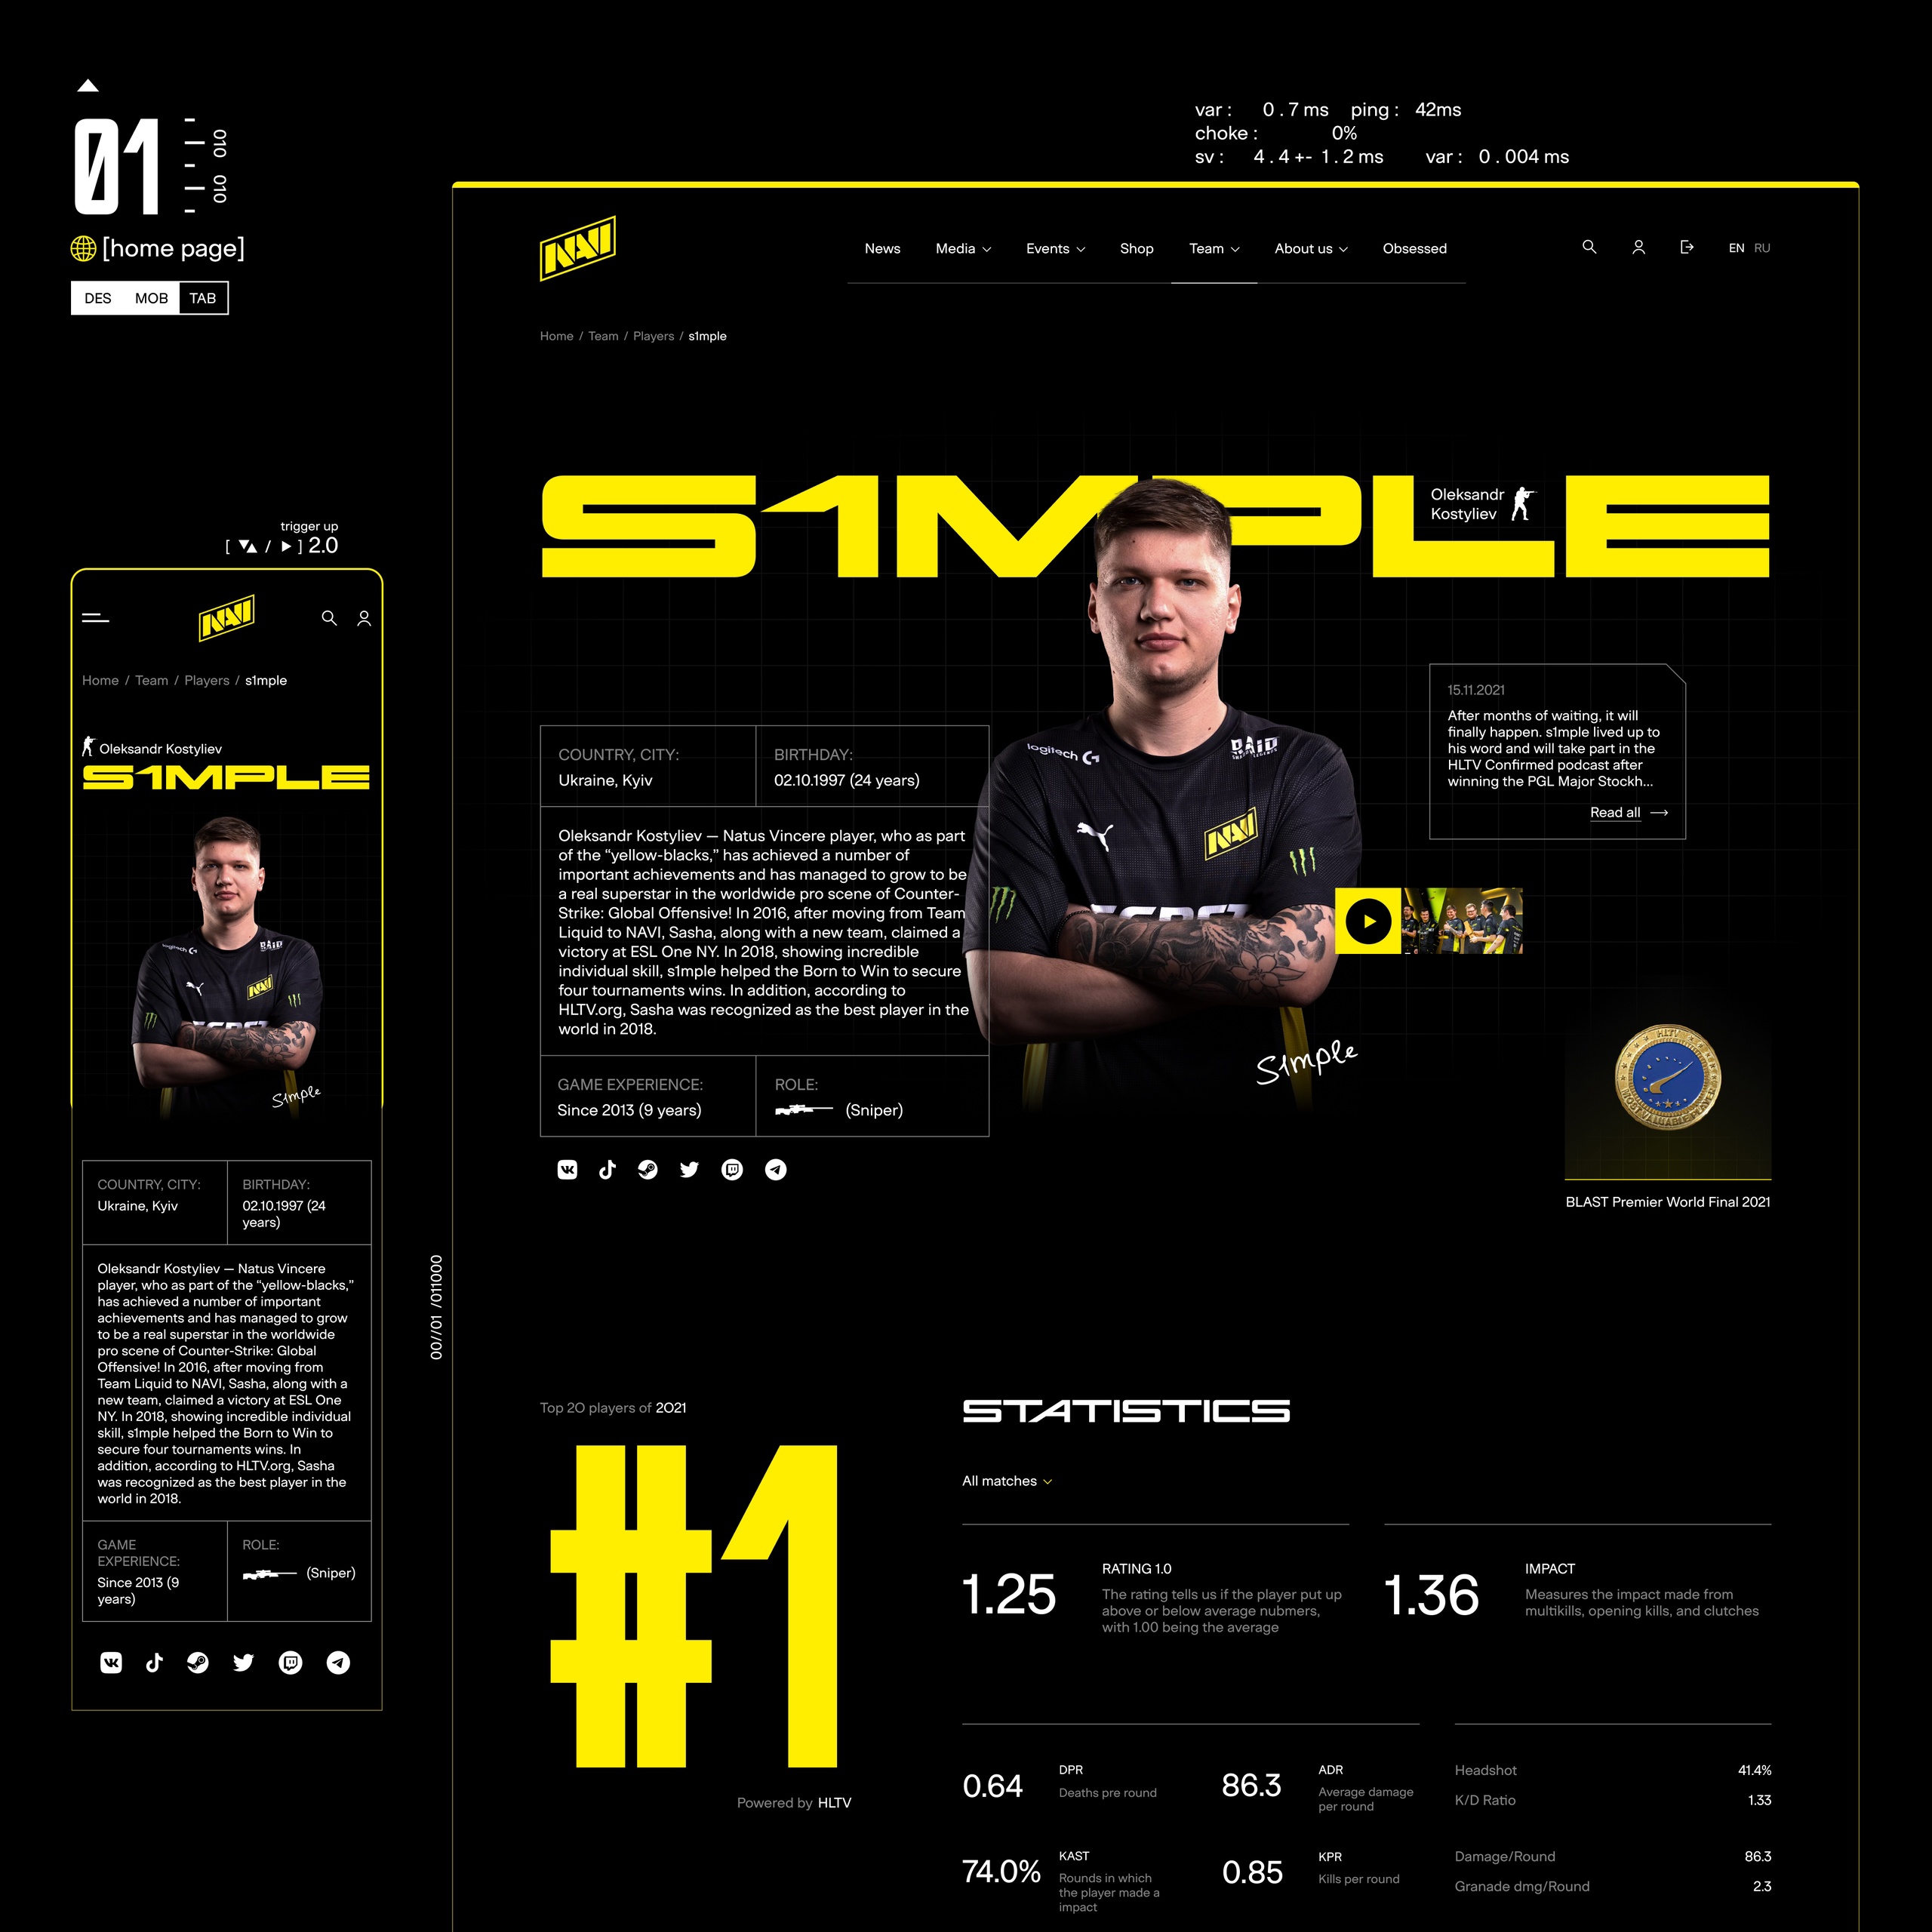 01
010 010
[home page]
DES MOB TAB
var : 0 . 7 ms ping : 42ms
choke : 0%
sv : 4 . 4 +- 1 . 2 ms var : 0 . 004 ms
trigger up
[ / ] 2.0
NAVI
Home / Team / Players / s1mple
Oleksandr Kostyliev
S1MPLE
logitech G
RAID
NAVI
S1mple
COUNTRY, CITY:
Ukraine, Kyiv
BIRTHDAY:
02.10.1997 (24
years)
Oleksandr Kostyliev — Natus Vincere
player, who as part of the “yellow-blacks,”
has achieved a number of important
achievements and has managed to grow
to be a real superstar in the worldwide
pro scene of Counter-Strike: Global
Offensive! In 2016, after moving from
Team Liquid to NAVI, Sasha, along with a
new team, claimed a victory at ESL One
NY. In 2018, showing incredible individual
skill, s1mple helped the Born to Win to
secure four tournaments wins. In
addition, according to HLTV.org, Sasha
was recognized as the best player in the
world in 2018.
GAME
EXPERIENCE:
Since 2013 (9
years)
ROLE:
(Sniper)
00//01 /011000
NAVI
News Media Events Shop Team About us Obsessed
EN RU
Home / Team / Players / s1mple
S1MPLE
Oleksandr
Kostyliev
COUNTRY, CITY:
Ukraine, Kyiv
BIRTHDAY:
02.10.1997 (24 years)
Oleksandr Kostyliev — Natus Vincere player, who as part
of the “yellow-blacks,” has achieved a number of
important achievements and has managed to grow to be
a real superstar in the worldwide pro scene of Counter-
Strike: Global Offensive! In 2016, after moving from Team
Liquid to NAVI, Sasha, along with a new team, claimed a
victory at ESL One NY. In 2018, showing incredible
individual skill, s1mple helped the Born to Win to secure
four tournaments wins. In addition, according to
HLTV.org, Sasha was recognized as the best player in the
world in 2018.
GAME EXPERIENCE:
Since 2013 (9 years)
ROLE:
(Sniper)
logitech G
RAID
NAVI
S1mple
15.11.2021
After months of waiting, it will
finally happen. s1mple lived up to
his word and will take part in the
HLTV Confirmed podcast after
winning the PGL Major Stockh...
Read all
HLTV
MOST VALUABLE PLAYER
BLAST Premier World Final 2021
Top 20 players of 2021
#1
Powered by HLTV
STATISTICS
All matches
1.25
RATING 1.0
The rating tells us if the player put up
above or below average nubmers,
with 1.00 being the average
1.36
IMPACT
Measures the impact made from
multikills, opening kills, and clutches
0.64
DPR
Deaths pre round
86.3
ADR
Average damage
per round
Headshot 41.4%
K/D Ratio 1.33
74.0%
KAST
Rounds in which
the player made a
impact
0.85
KPR
Kills per round
Damage/Round 86.3
Granade dmg/Round 2.3